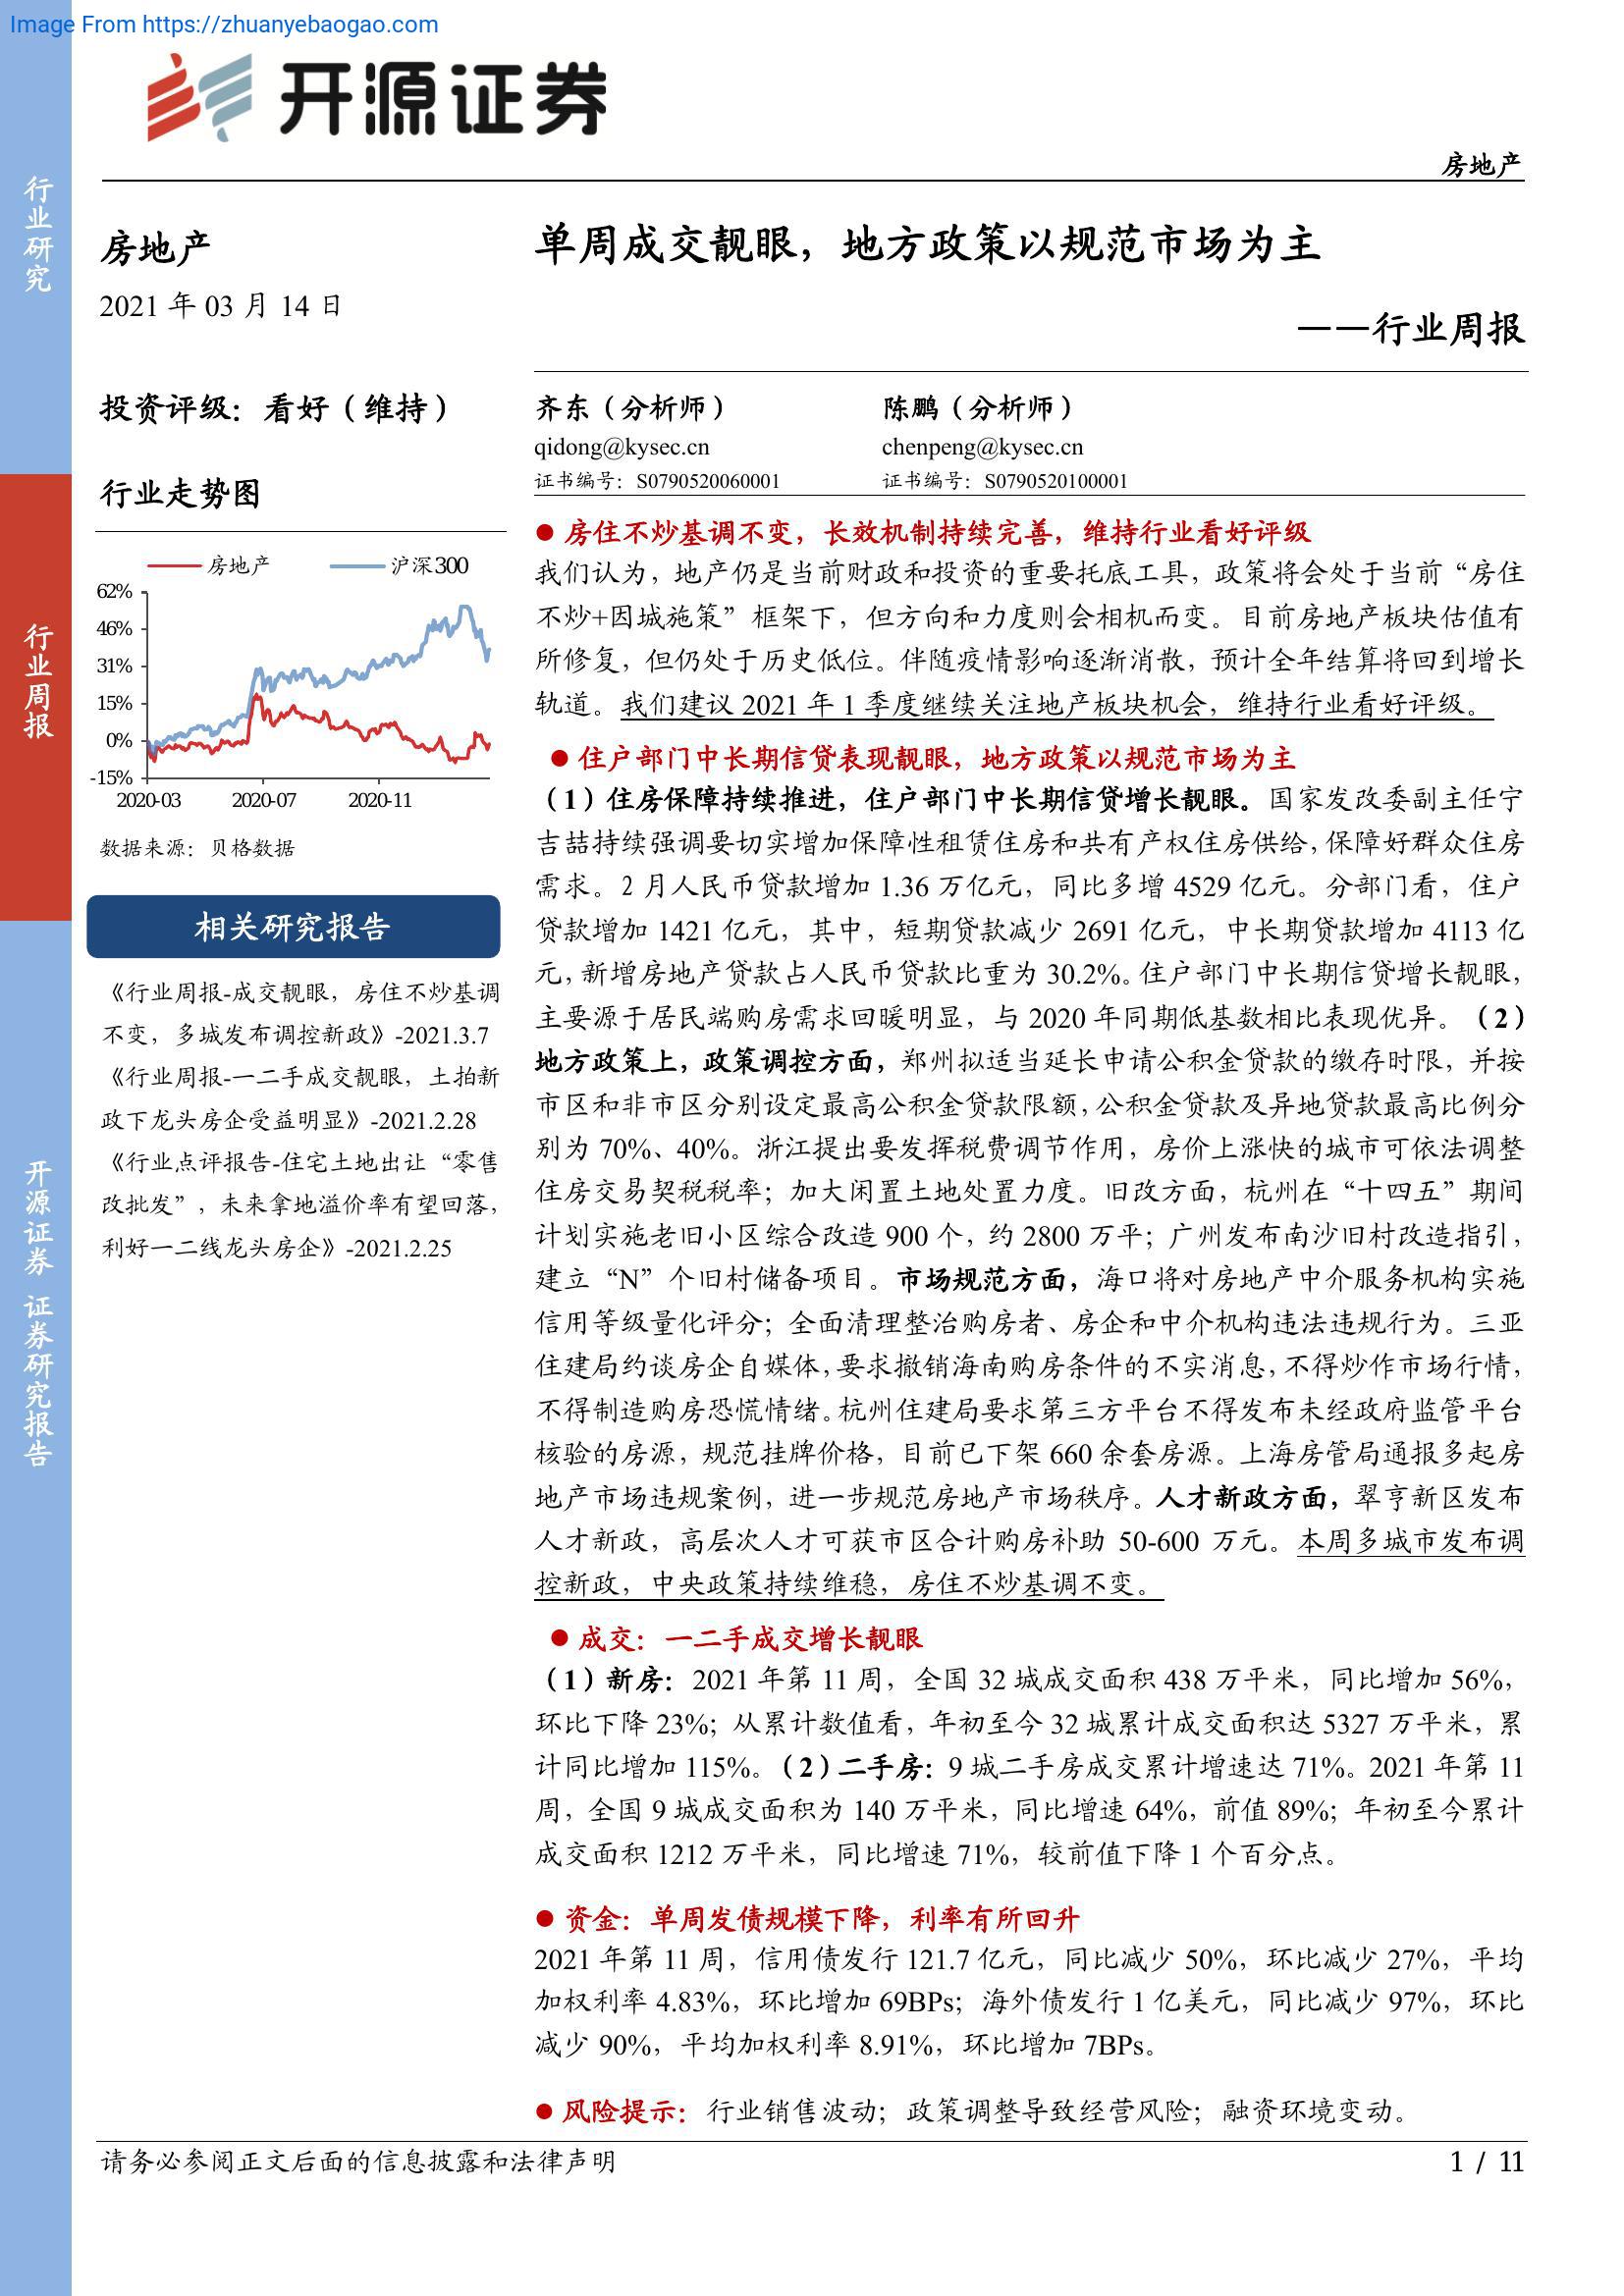 Image From https://zhuanyebaogao.com
开源证券
房地产
行业研究
行业周报
开源证券 证券研究报告
房地产
2021 年 03 月 14 日
投资评级：看好（维持）
行业走势图
房地产 沪深300
62%
46%
31%
15%
0%
-15%
2020-03 2020-07 2020-11
数据来源：贝格数据
相关研究报告
《行业周报-成交靓眼，房住不炒基调
不变，多城发布调控新政》-2021.3.7
《行业周报-一二手成交靓眼，土拍新
政下龙头房企受益明显》-2021.2.28
《行业点评报告-住宅土地出让“零售
改批发”，未来拿地溢价率有望回落，
利好一二线龙头房企》-2021.2.25
单周成交靓眼，地方政策以规范市场为主
——行业周报
齐东（分析师） 陈鹏（分析师）
qidong@kysec.cn chenpeng@kysec.cn
证书编号：S0790520060001 证书编号：S0790520100001
● 房住不炒基调不变，长效机制持续完善，维持行业看好评级
我们认为，地产仍是当前财政和投资的重要托底工具，政策将会处于当前“房住
不炒+因城施策”框架下，但方向和力度则会相机而变。目前房地产板块估值有
所修复，但仍处于历史低位。伴随疫情影响逐渐消散，预计全年结算将回到增长
轨道。我们建议 2021 年 1 季度继续关注地产板块机会，维持行业看好评级。
● 住户部门中长期信贷表现靓眼，地方政策以规范市场为主
（1）住房保障持续推进，住户部门中长期信贷增长靓眼。国家发改委副主任宁
吉喆持续强调要切实增加保障性租赁住房和共有产权住房供给，保障好群众住房
需求。2 月人民币贷款增加 1.36 万亿元，同比多增 4529 亿元。分部门看，住户
贷款增加 1421 亿元，其中，短期贷款减少 2691 亿元，中长期贷款增加 4113 亿
元，新增房地产贷款占人民币贷款比重为 30.2%。住户部门中长期信贷增长靓眼，
主要源于居民端购房需求回暖明显，与 2020 年同期低基数相比表现优异。（2）
地方政策上，政策调控方面，郑州拟适当延长申请公积金贷款的缴存时限，并按
市区和非市区分别设定最高公积金贷款限额，公积金贷款及异地贷款最高比例分
别为 70%、40%。浙江提出要发挥税费调节作用，房价上涨快的城市可依法调整
住房交易契税税率；加大闲置土地处置力度。旧改方面，杭州在“十四五”期间
计划实施老旧小区综合改造 900 个，约 2800 万平；广州发布南沙旧村改造指引，
建立“N”个旧村储备项目。市场规范方面，海口将对房地产中介服务机构实施
信用等级量化评分；全面清理整治购房者、房企和中介机构违法违规行为。三亚
住建局约谈房企自媒体，要求撤销海南购房条件的不实消息，不得炒作市场行情，
不得制造购房恐慌情绪。杭州住建局要求第三方平台不得发布未经政府监管平台
核验的房源，规范挂牌价格，目前已下架 660 余套房源。上海房管局通报多起房
地产市场违规案例，进一步规范房地产市场秩序。人才新政方面，翠亨新区发布
人才新政，高层次人才可获市区合计购房补助 50-600 万元。本周多城市发布调
控新政，中央政策持续维稳，房住不炒基调不变。
● 成交：一二手成交增长靓眼
（1）新房：2021 年第 11 周，全国 32 城成交面积 438 万平米，同比增加 56%，
环比下降 23%；从累计数值看，年初至今 32 城累计成交面积达 5327 万平米，累
计同比增加 115%。（2）二手房：9 城二手房成交累计增速达 71%。2021 年第 11
周，全国 9 城成交面积为 140 万平米，同比增速 64%，前值 89%；年初至今累计
成交面积 1212 万平米，同比增速 71%，较前值下降 1 个百分点。
● 资金：单周发债规模下降，利率有所回升
2021 年第 11 周，信用债发行 121.7 亿元，同比减少 50%，环比减少 27%，平均
加权利率 4.83%，环比增加 69BPs；海外债发行 1 亿美元，同比减少 97%，环比
减少 90%，平均加权利率 8.91%，环比增加 7BPs。
● 风险提示：行业销售波动；政策调整导致经营风险；融资环境变动。
请务必参阅正文后面的信息披露和法律声明
1 / 11